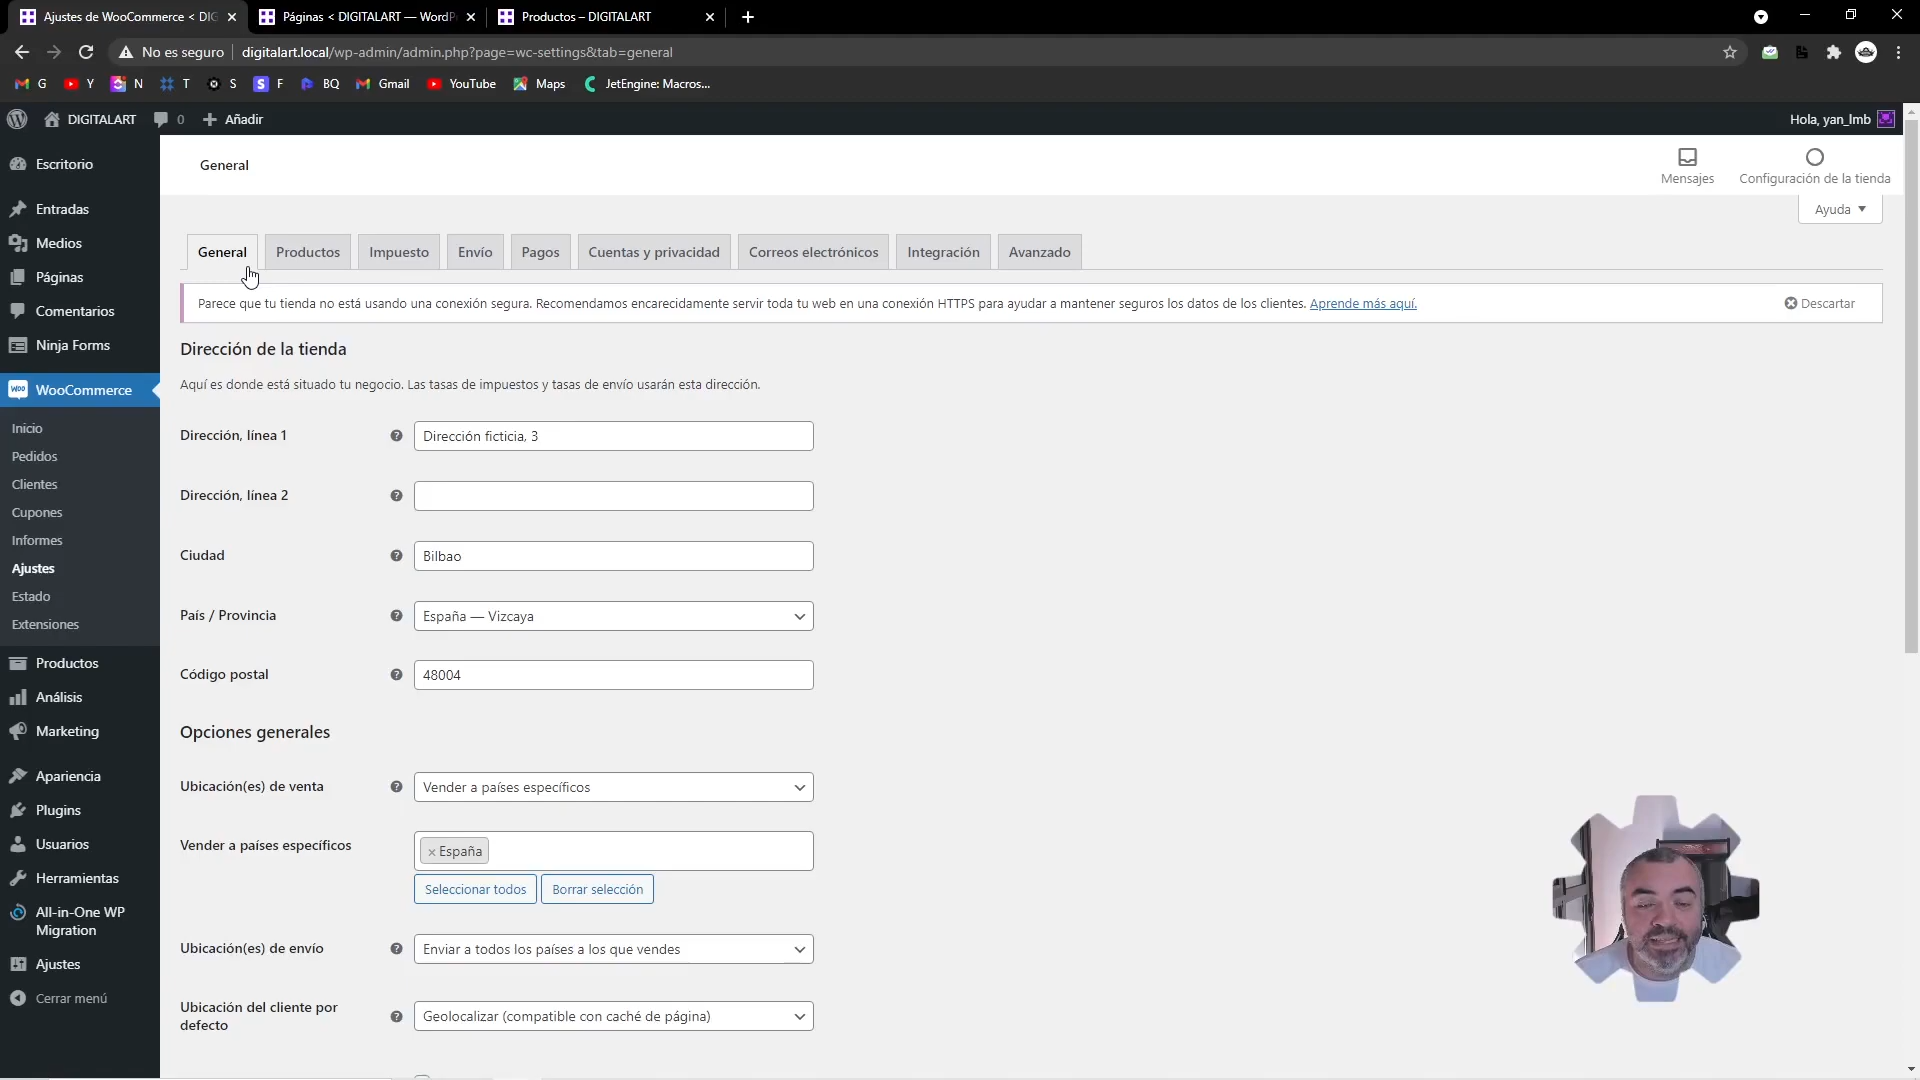 Ajustes de WooCommerce < DIG
Páginas < DIGITALART — WordP
Productos – DIGITALART
No es seguro
digitalart.local/wp-admin/admin.php?page=wc-settings&tab=general
G
Y
N
T
S
F
BQ
Gmail
YouTube
Maps
JetEngine: Macros...
DIGITALART
0
Añadir
Hola, yan_lmb
Escritorio
Entradas
Medios
Páginas
Comentarios
Ninja Forms
WooCommerce
Inicio
Pedidos
Clientes
Cupones
Informes
Ajustes
Estado
Extensiones
Productos
Análisis
Marketing
Apariencia
Plugins
Usuarios
Herramientas
All-in-One WP
Migration
Ajustes
Cerrar menú
General
Mensajes
Configuración de la tienda
Ayuda
General
Productos
Impuesto
Envío
Pagos
Cuentas y privacidad
Correos electrónicos
Integración
Avanzado
Parece que tu tienda no está usando una conexión segura. Recomendamos encarecidamente servir toda tu web en una conexión HTTPS para ayudar a mantener seguros los datos de los clientes. Aprende más aquí.
Descartar
Dirección de la tienda
Aquí es donde está situado tu negocio. Las tasas de impuestos y tasas de envío usarán esta dirección.
Dirección, línea 1
Dirección ficticia, 3
Dirección, línea 2
Ciudad
Bilbao
País / Provincia
España — Vizcaya
Código postal
48004
Opciones generales
Ubicación(es) de venta
Vender a países específicos
Vender a países específicos
× España
Seleccionar todos
Borrar selección
Ubicación(es) de envío
Enviar a todos los países a los que vendes
Ubicación del cliente por
defecto
Geolocalizar (compatible con caché de página)